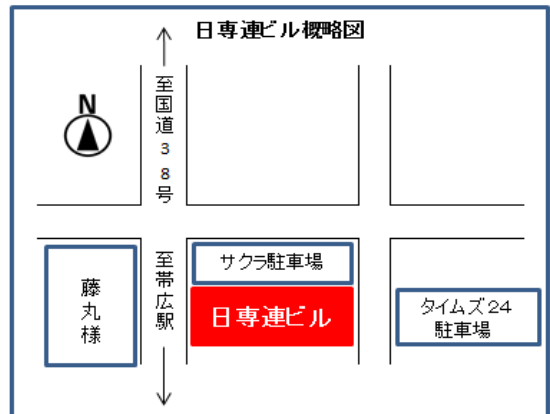 日専連ビル概略図
N
至国道38号
サクラ駐車場
至帯広駅
藤丸様
日専連ビル
タイムズ24
駐車場